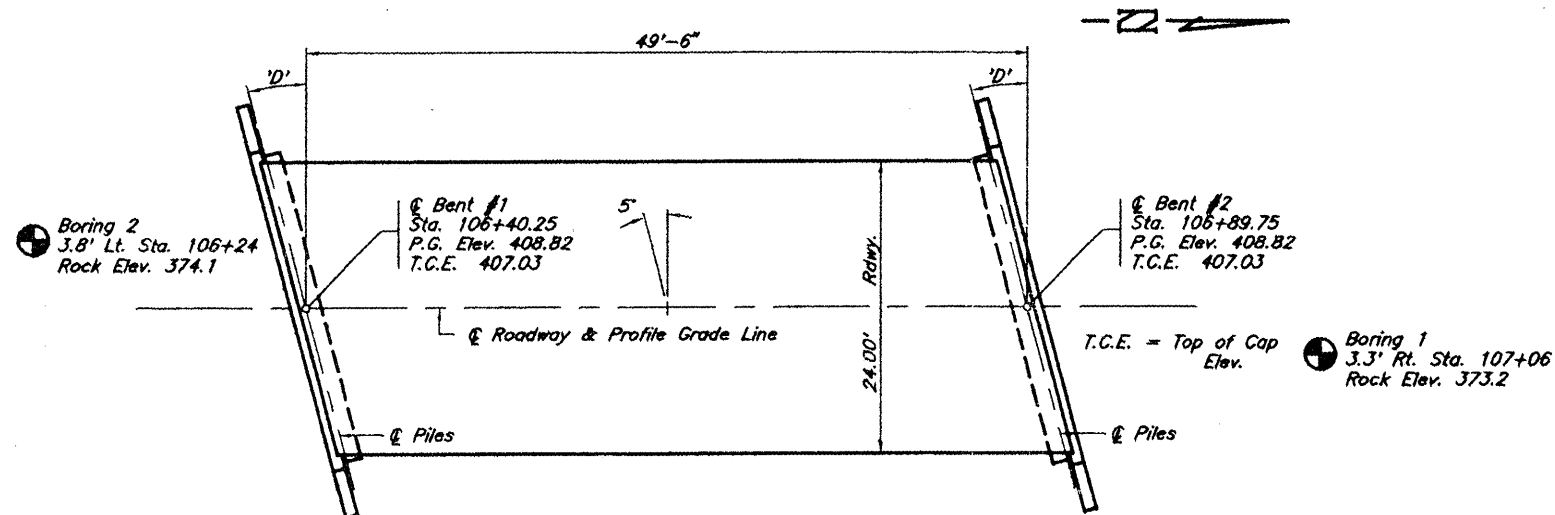 49'-6"
'D'
'D'
℄ Bent #1
Sta. 106+40.25
P.G. Elev. 408.82
T.C.E. 407.03
Boring 2
3.8' Lt. Sta. 106+24
Rock Elev. 374.1
5°
Rdwy.
24.00'
℄ Bent #2
Sta. 106+89.75
P.G. Elev. 408.82
T.C.E. 407.03
℄ Roadway & Profile Grade Line
T.C.E. = Top of Cap
Elev.
Boring 1
3.3' Rt. Sta. 107+06
Rock Elev. 373.2
℄ Piles
℄ Piles